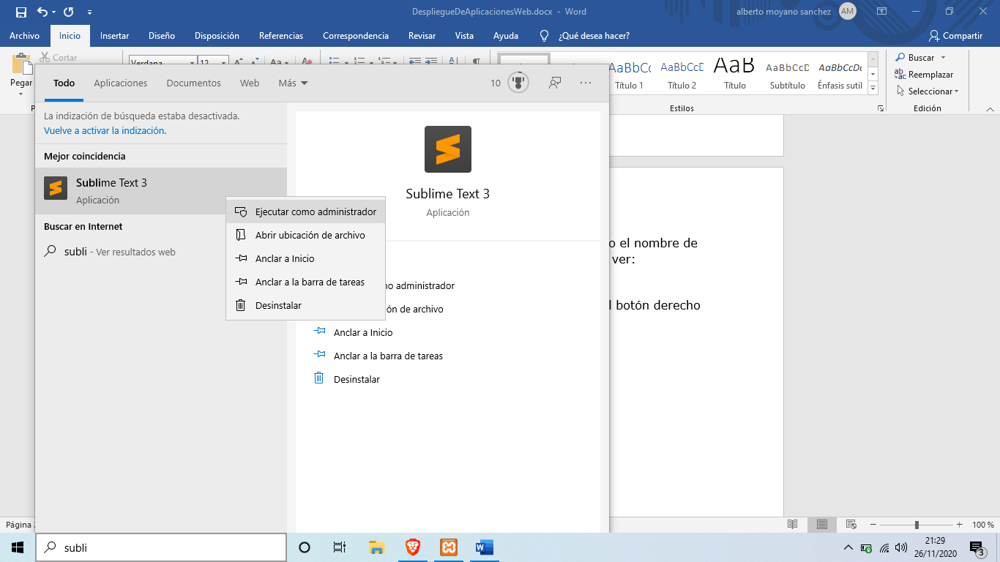 DespliegueDeAplicacionesWeb.docx - Word
alberto moyano sanchez
AM
Archivo
Inicio
Insertar
Diseño
Disposición
Referencias
Correspondencia
Revisar
Vista
Ayuda
¿Qué desea hacer?
Compartir
Pegar
Cortar
Verdana
12
Aa
AaBbCc
Título 1
AaBbCcD
Título 2
AaB
Título
AaBbCcD
Subtítulo
AaBbCcDc
Énfasis sutil
Estilos
Buscar
Reemplazar
Seleccionar
Edición
Todo
Aplicaciones
Documentos
Web
Más
10
La indización de búsqueda estaba desactivada.
Vuelve a activar la indización.
Mejor coincidencia
Sublime Text 3
Aplicación
Buscar en Internet
subli - Ver resultados web
Ejecutar como administrador
Abrir ubicación de archivo
Anclar a Inicio
Anclar a la barra de tareas
Desinstalar
Sublime Text 3
Aplicación
administrador
de archivo
Anclar a Inicio
Anclar a la barra de tareas
Desinstalar
o el nombre de
ver:
botón derecho
Página
100 %
subli
21:29
26/11/2020
3